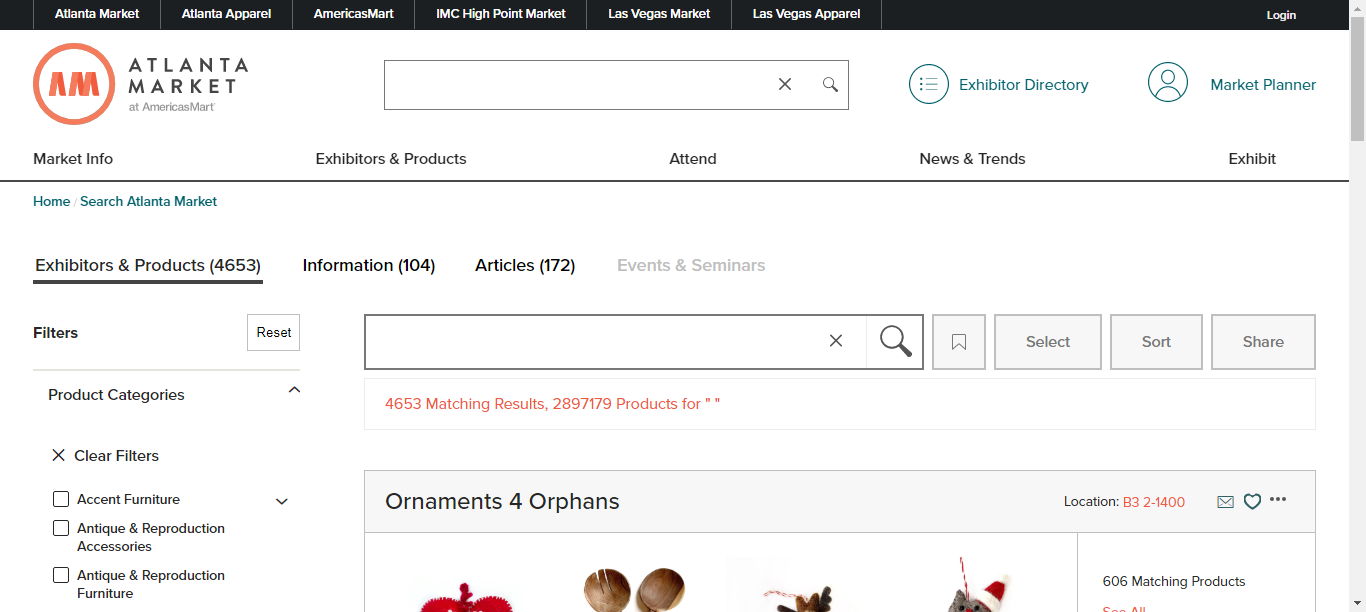 Atlanta Market Atlanta Apparel AmericasMart IMC High Point Market Las Vegas Market Las Vegas Apparel Login
ATLANTA
MARKET
at AmericasMart
Exhibitor Directory
Market Planner
Market Info Exhibitors & Products Attend News & Trends Exhibit
Home / Search Atlanta Market
Exhibitors & Products (4653) Information (104) Articles (172) Events & Seminars
Filters Reset
Select Sort Share
Product Categories
4653 Matching Results, 2897179 Products for " "
Clear Filters
Accent Furniture
Antique & Reproduction
Accessories
Antique & Reproduction
Furniture
Ornaments 4 Orphans Location: B3 2-1400
606 Matching Products
See All